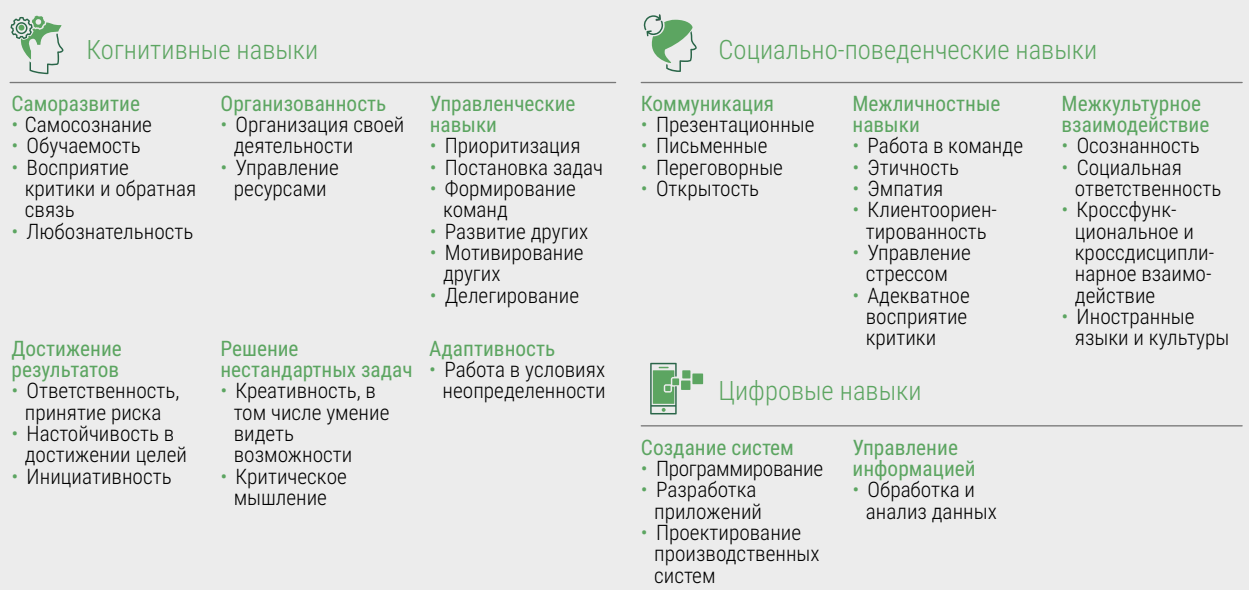 Когнитивные навыки
Саморазвитие
• Самосознание
• Обучаемость
• Восприятие
критики и обратная
связь
• Любознательность
Организованность
• Организация своей
деятельности
• Управление
ресурсами
Управленческие
навыки
• Приоритизация
• Постановка задач
• Формирование
команд
• Развитие других
• Мотивирование
других
• Делегирование
Достижение
результатов
• Ответственность,
принятие риска
• Настойчивость в
достижении целей
• Инициативность
Решение
нестандартных задач
• Креативность, в
том числе умение
видеть
возможности
• Критическое
мышление
Адаптивность
• Работа в условиях
неопределенности
Социально-поведенческие навыки
Коммуникация
• Презентационные
• Письменные
• Переговорные
• Открытость
Межличностные
навыки
• Работа в команде
• Этичность
• Эмпатия
• Клиентоориен-
тированность
• Управление
стрессом
• Адекватное
восприятие
критики
Межкультурное
взаимодействие
• Осознанность
• Социальная
ответственность
• Кроссфунк-
циональное и
кроссдисципли-
нарное взаимо-
действие
• Иностранные
языки и культуры
Цифровые навыки
Создание систем
• Программирование
• Разработка
приложений
• Проектирование
производственных
систем
Управление
информацией
• Обработка и
анализ данных